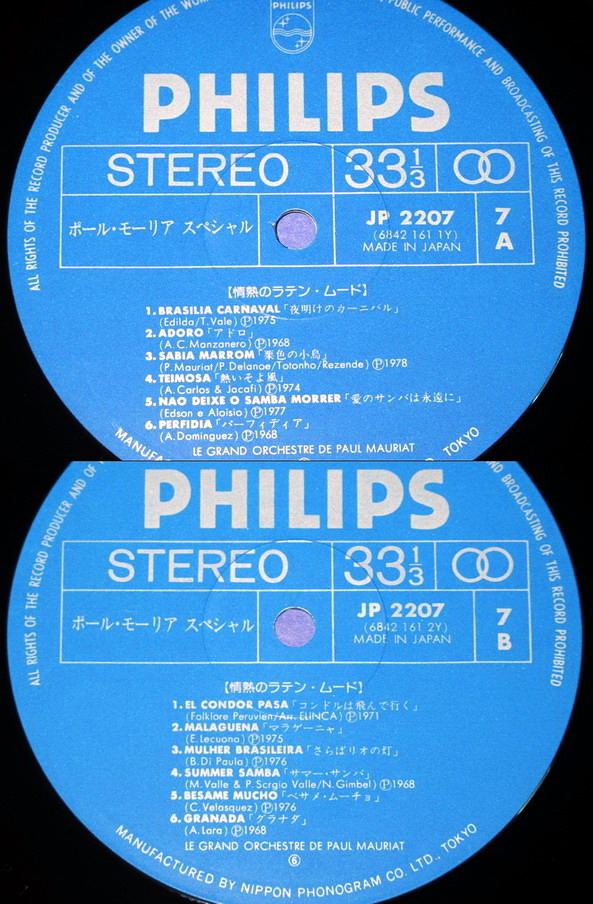 ALL RIGHTS OF THE RECORD PRODUCER AND OF THE OWNER OF THE
PUBLIC PERFORMANCE AND BROADCASTING OF THIS RECORD PROHIBITED
PHILIPS
PHILIPS
STEREO
33 1/3
ポール・モーリア スペシャル
JP 2207
(6842 161 1Y)
MADE IN JAPAN
7
A
【情熱のラテン・ムード】
1. BRASILIA CARNAVAL「夜明けのカーニバル」
(Edilda/T.Vale) Ⓟ1975
2. ADORO「アドロ」
(A.C.Manzanero) Ⓟ1968
3. SABIA MARROM「栗色の小鳥」
(P.Mauriat/P.Delanoe/Totonho/Rezende) Ⓟ1978
4. TEIMOSA「熱いそよ風」
(A.Carlos & Jacafi) Ⓟ1974
5. NAO DEIXE O SAMBA MORRER「愛のサンバは永遠に」
(Edson e Aloisio) Ⓟ1977
6. PERFIDIA「パーフィディア」
(A.Dominguez) Ⓟ1968
LE GRAND ORCHESTRE DE PAUL MAURIAT
TOKYO
ALL RIGHTS OF THE RECORD PRODUCER AND OF
BROADCASTING OF THIS RECORD PROHIBITED
PHILIPS
STEREO
33 1/3
ポール・モーリア スペシャル
JP 2207
(6842 161 2Y)
MADE IN JAPAN
7
B
【情熱のラテン・ムード】
1. EL CONDOR PASA「コンドルは飛んで行く」
(Folklore Peruvien/Arr. ELINCA) Ⓟ1971
2. MALAGUENA「マラゲーニャ」
(E.Lecuona) Ⓟ1975
3. MULHER BRASILEIRA「さらばリオの灯」
(B.Di Paula) Ⓟ1976
4. SUMMER SAMBA「サマー・サンバ」
(M.Valle & P.Sergio Valle/N.Gimbel) Ⓟ1968
5. BESAME MUCHO「ベサメ・ムーチョ」
(C.Velasquez) Ⓟ1976
6. GRANADA「グラナダ」
(A.Lara) Ⓟ1968
LE GRAND ORCHESTRE DE PAUL MAURIAT
⑥
MANUFACTURED BY NIPPON PHONOGRAM CO. LTD., TOKYO